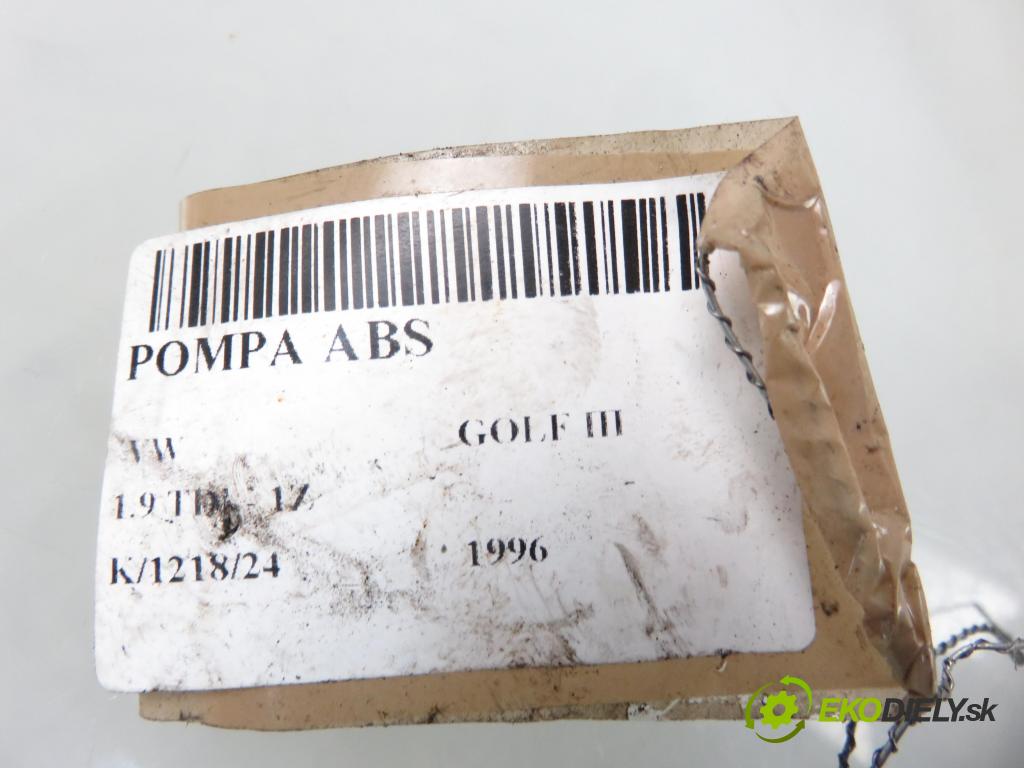 POMPA ABS
VW GOLF III
1.9 TDI 1Z
K/1218/24 1996
EKODIELY.sk